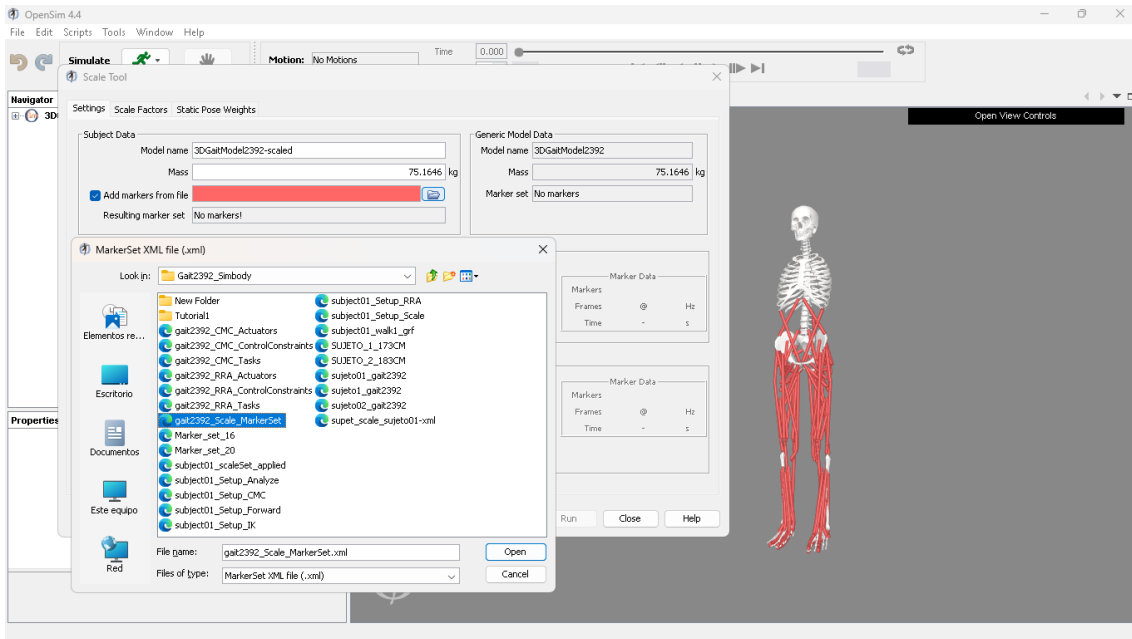 OpenSim 4.4
File Edit Scripts Tools Window Help
Simulate
Motion: No Motions
Time 0.000
Scale Tool
Navigator
Settings Scale Factors Static Pose Weights
Open View Controls
Subject Data
Model name 3DGaitModel2392-scaled
Mass 75.1646 kg
Add markers from file
Resulting marker set No markers!
Generic Model Data
Model name 3DGaitModel2392
Mass 75.1646 kg
Marker set No markers
MarkerSet XML file (.xml)
Look in: Gait2392_Simbody
Elementos re...
Escritorio
Documentos
Este equipo
Red
New Folder
Tutorial1
gait2392_CMC_Actuators
gait2392_CMC_ControlConstraints
gait2392_CMC_Tasks
gait2392_RRA_Actuators
gait2392_RRA_ControlConstraints
gait2392_RRA_Tasks
gait2392_Scale_MarkerSet
Marker_set_16
Marker_set_20
subject01_scaleSet_applied
subject01_Setup_Analyze
subject01_Setup_CMC
subject01_Setup_Forward
subject01_Setup_IK
subject01_Setup_RRA
subject01_Setup_Scale
subject01_walk1_grf
SUJETO_1_173CM
SUJETO_2_183CM
sujeto01_gait2392
sujeto1_gait2392
sujeto02_gait2392
supet_scale_sujeto01-xml
File name: gait2392_Scale_MarkerSet.xml
Open
Files of type: MarkerSet XML file (.xml)
Cancel
Marker Data
Markers
Frames @ Hz
Time - s
Marker Data
Markers
Frames @ Hz
Time - s
Run Close Help
Properties